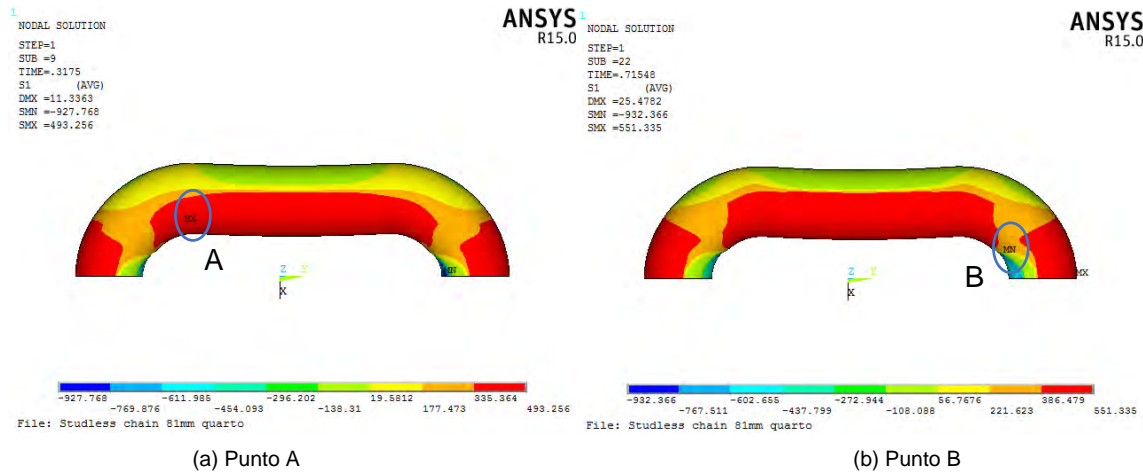 1
NODAL SOLUTION
STEP=1
SUB =9
TIME=.3175
S1 (AVG)
DMX=11.3363
SMN=-927.768
SMX=493.256
ANSYS
R15.0
MX
A
MN
Z Y
X
-927.768 -611.985 -296.202 19.5812 335.364
-769.876 -454.093 -138.31 177.473 493.256
File: Studless chain 81mm quarto
(a) Punto A
1
NODAL SOLUTION
STEP=1
SUB =22
TIME=.71548
S1 (AVG)
DMX =25.4782
SMN =-932.366
SMX =551.335
ANSYS
R15.0
MN
B
MX
Z Y
X
-932.366 -602.655 -272.944 56.7676 386.479
-767.511 -437.799 -108.088 221.623 551.335
File: Studless chain 81mm quarto
(b) Punto B